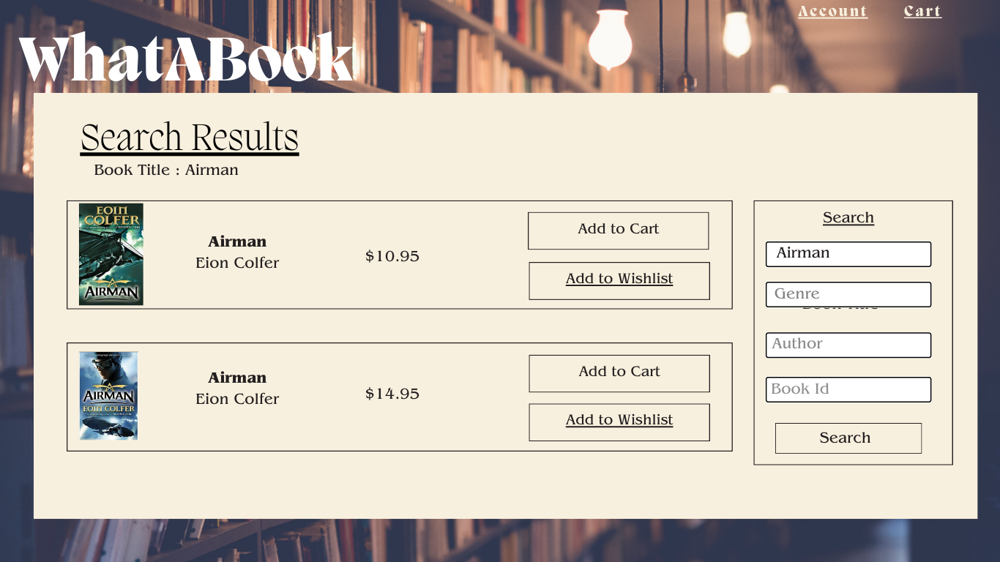 Account Cart
WhatABook
Search Results
Book Title : Airman
EOIN
COLFER
AIRMAN
Airman
Eion Colfer
$10.95
Add to Cart
Add to Wishlist
AIRMAN
EOIN COLFER
Airman
Eion Colfer
$14.95
Add to Cart
Add to Wishlist
Search
Airman
Genre
Author
Book Id
Search